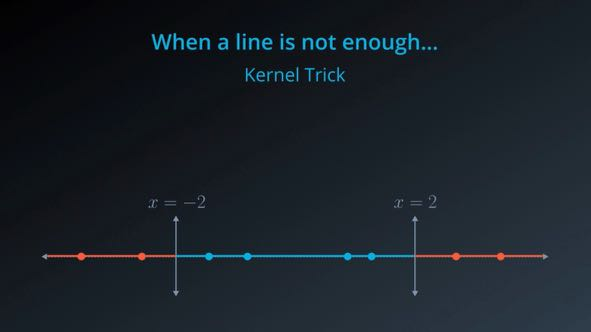 When a line is not enough...
Kernel Trick
x = −2
x = 2